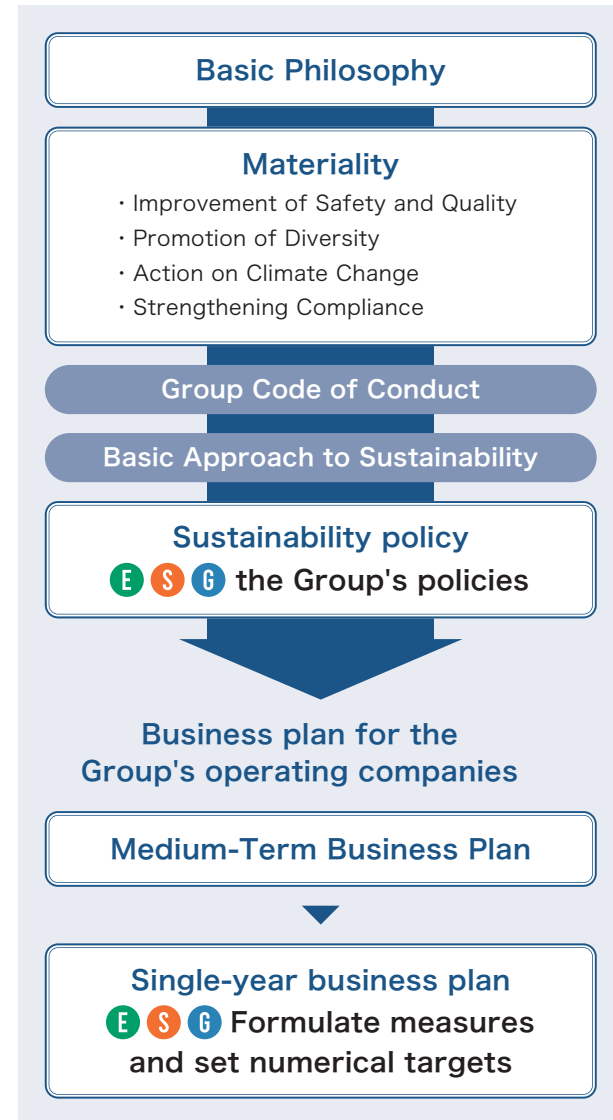 Basic Philosophy
Materiality
・Improvement of Safety and Quality
・Promotion of Diversity
・Action on Climate Change
・Strengthening Compliance
Group Code of Conduct
Basic Approach to Sustainability
Sustainability policy
E S G the Group's policies
Business plan for the
Group's operating companies
Medium-Term Business Plan
Single-year business plan
E S G Formulate measures
and set numerical targets